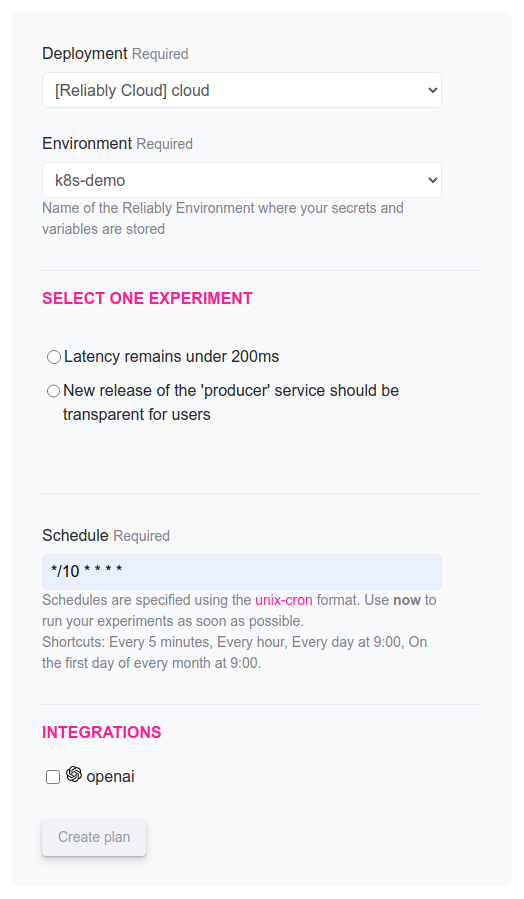 Deployment Required
[Reliably Cloud] cloud
Environment Required
k8s-demo
Name of the Reliably Environment where your secrets and
variables are stored
SELECT ONE EXPERIMENT
Latency remains under 200ms
New release of the 'producer' service should be
transparent for users
Schedule Required
*/10 * * * *
Schedules are specified using the unix-cron format. Use now to
run your experiments as soon as possible.
Shortcuts: Every 5 minutes, Every hour, Every day at 9:00, On
the first day of every month at 9:00.
INTEGRATIONS
openai
Create plan